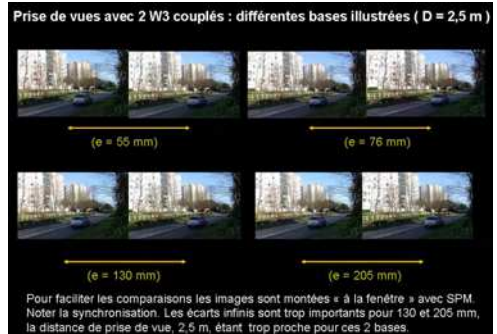 Prise de vues avec 2 W3 couplés : différentes bases illustrées ( D = 2,5 m )
(e = 55 mm)
(e = 76 mm)
(e = 130 mm)
(e = 205 mm)
Pour faciliter les comparaisons les images sont montées « à la fenêtre » avec SPM.
Noter la synchronisation. Les écarts infinis sont trop importants pour 130 et 205 mm,
la distance de prise de vue, 2,5 m, étant trop proche pour ces 2 bases.